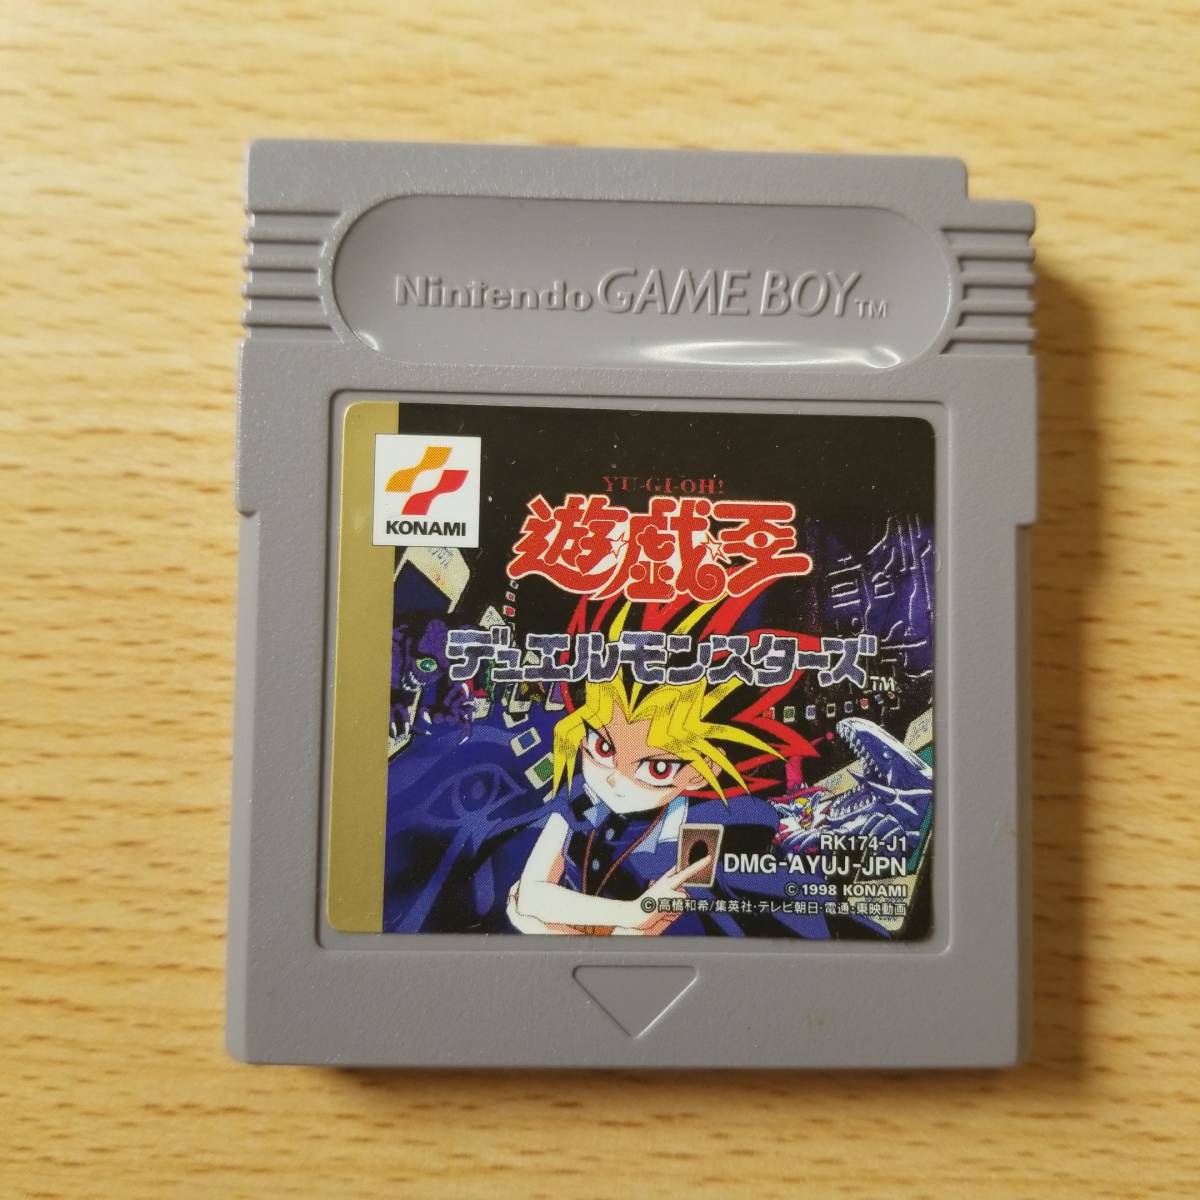 Nintendo GAME BOY TM
KONAMI
YU-GI-OH!
遊☆戯☆王
デュエルモンスターズ TM
RK174-J1
DMG-AYUJ-JPN
© 1998 KONAMI
© 高橋和希/集英社・テレビ朝日・電通・東映動画